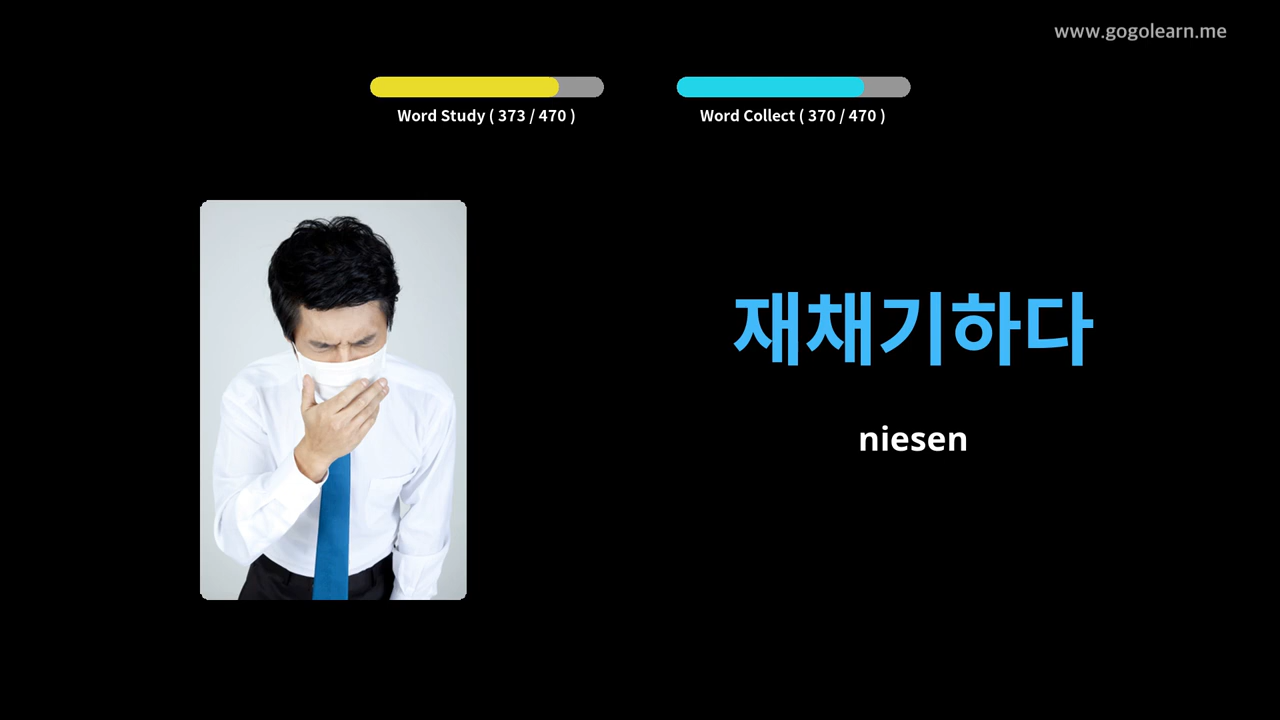 www.gogolearn.me
Word Study ( 373 / 470 )
Word Collect ( 370 / 470 )
재채기하다
niesen